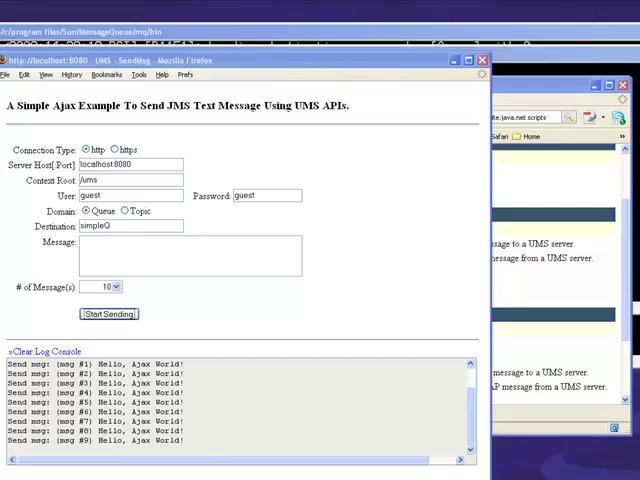 /c/program files/Sun/MessageQueue/mq/bin
http://localhost:8080 - UMS - SendMsg - Mozilla Firefox
File Edit View History Bookmarks Tools Help Prefs
A Simple Ajax Example To Send JMS Text Message Using UMS APIs.
Connection Type: http https
Server Host[:Port]: localhost:8080
Context Root: /ums
User: guest Password: guest
Domain: Queue Topic
Destination: simpleQ
Message:
# of Message(s): 10
Start Sending
»Clear Log Console
Send msg: (msg #1) Hello, Ajax World!
Send msg: (msg #2) Hello, Ajax World!
Send msg: (msg #3) Hello, Ajax World!
Send msg: (msg #4) Hello, Ajax World!
Send msg: (msg #5) Hello, Ajax World!
Send msg: (msg #6) Hello, Ajax World!
Send msg: (msg #7) Hello, Ajax World!
Send msg: (msg #8) Hello, Ajax World!
Send msg: (msg #9) Hello, Ajax World!
ite:java.net scripts
Safari Home
ssage to a UMS server.
nessage from a UMS server.
ssage to a UMS server.
AP message from a UMS server.